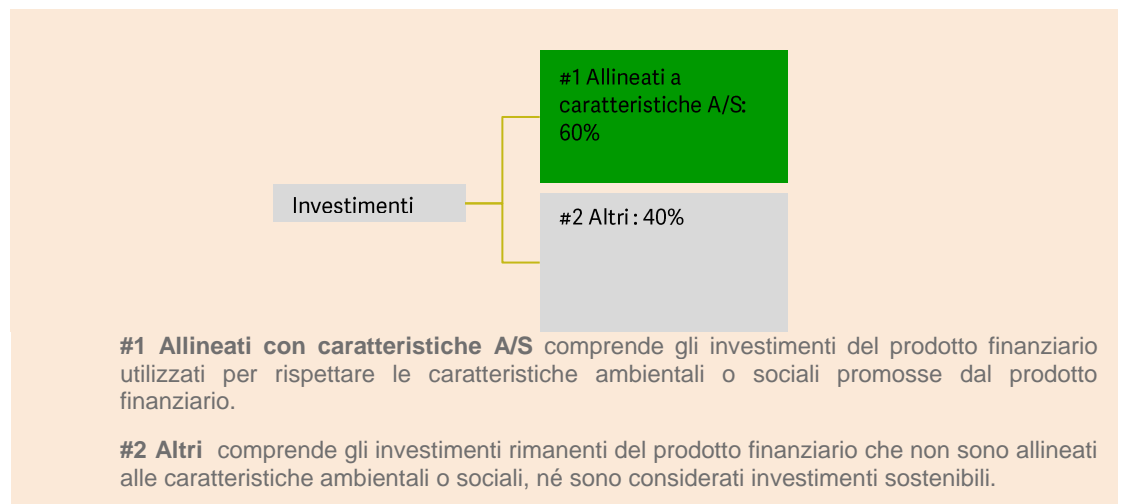 #1 Allineati a
caratteristiche A/S:
60%
Investimenti
#2 Altri : 40%
#1 Allineati con caratteristiche A/S comprende gli investimenti del prodotto finanziario
utilizzati per rispettare le caratteristiche ambientali o sociali promosse dal prodotto
finanziario.
#2 Altri comprende gli investimenti rimanenti del prodotto finanziario che non sono allineati
alle caratteristiche ambientali o sociali, né sono considerati investimenti sostenibili.